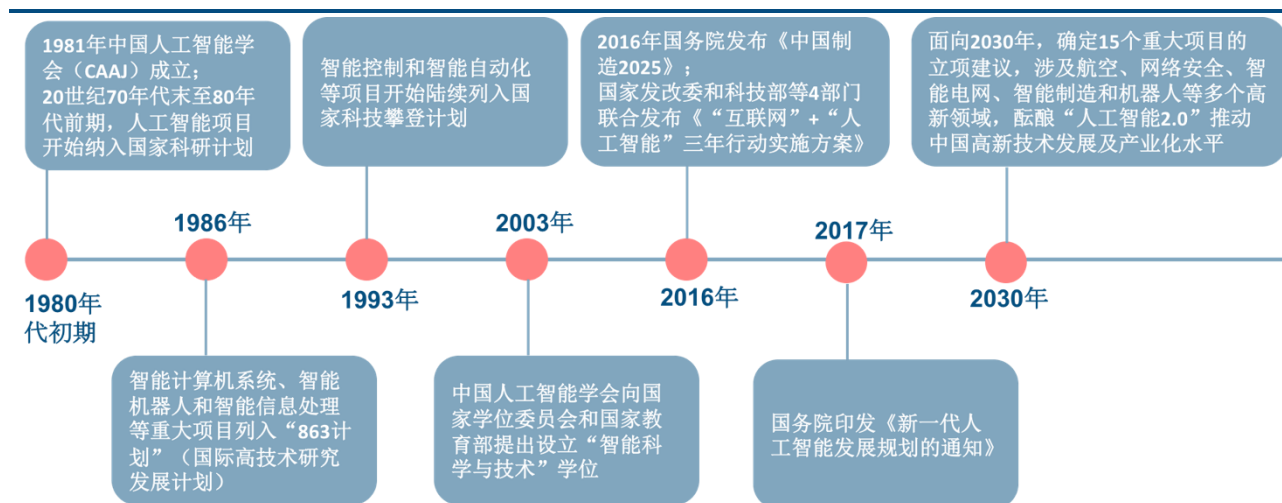 1981年中国人工智能学
会（CAAJ）成立；
20世纪70年代末至80年
代前期，人工智能项目
开始纳入国家科研计划
智能控制和智能自动化
等项目开始陆续列入国
家科技攀登计划
2016年国务院发布《中国制
造2025》；
国家发改委和科技部等4部门
联合发布《“互联网”+“人
工智能”三年行动实施方案》
面向2030年，确定15个重大项目的
立项建议，涉及航空、网络安全、智
能电网、智能制造和机器人等多个高
新领域，酝酿“人工智能2.0”推动
中国高新技术发展及产业化水平
1986年
2003年
2017年
1980年
代初期
1993年
2016年
2030年
智能计算机系统、智能
机器人和智能信息处理
等重大项目列入“863计
划”（国际高技术研究
发展计划）
中国人工智能学会向国
家学位委员会和国家教
育部提出设立“智能科
学与技术”学位
国务院印发《新一代人
工智能发展规划的通知》